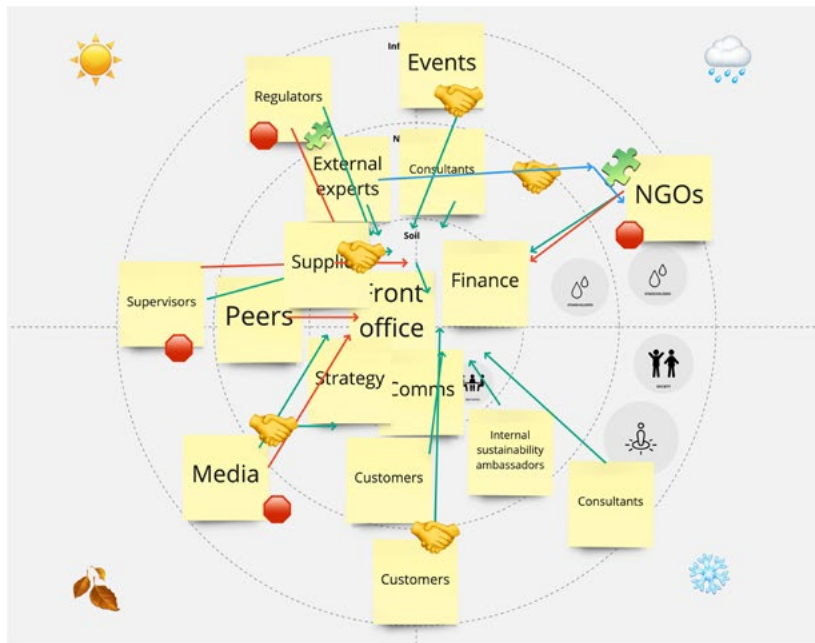 Inf
Events
Regulators
N
External
experts
Consultants
NGOs
Soil
Supplie
Finance
Supervisors
Peers
Front
office
Strategy
Comms
Media
Customers
Internal
sustainability
ambassadors
Consultants
Customers